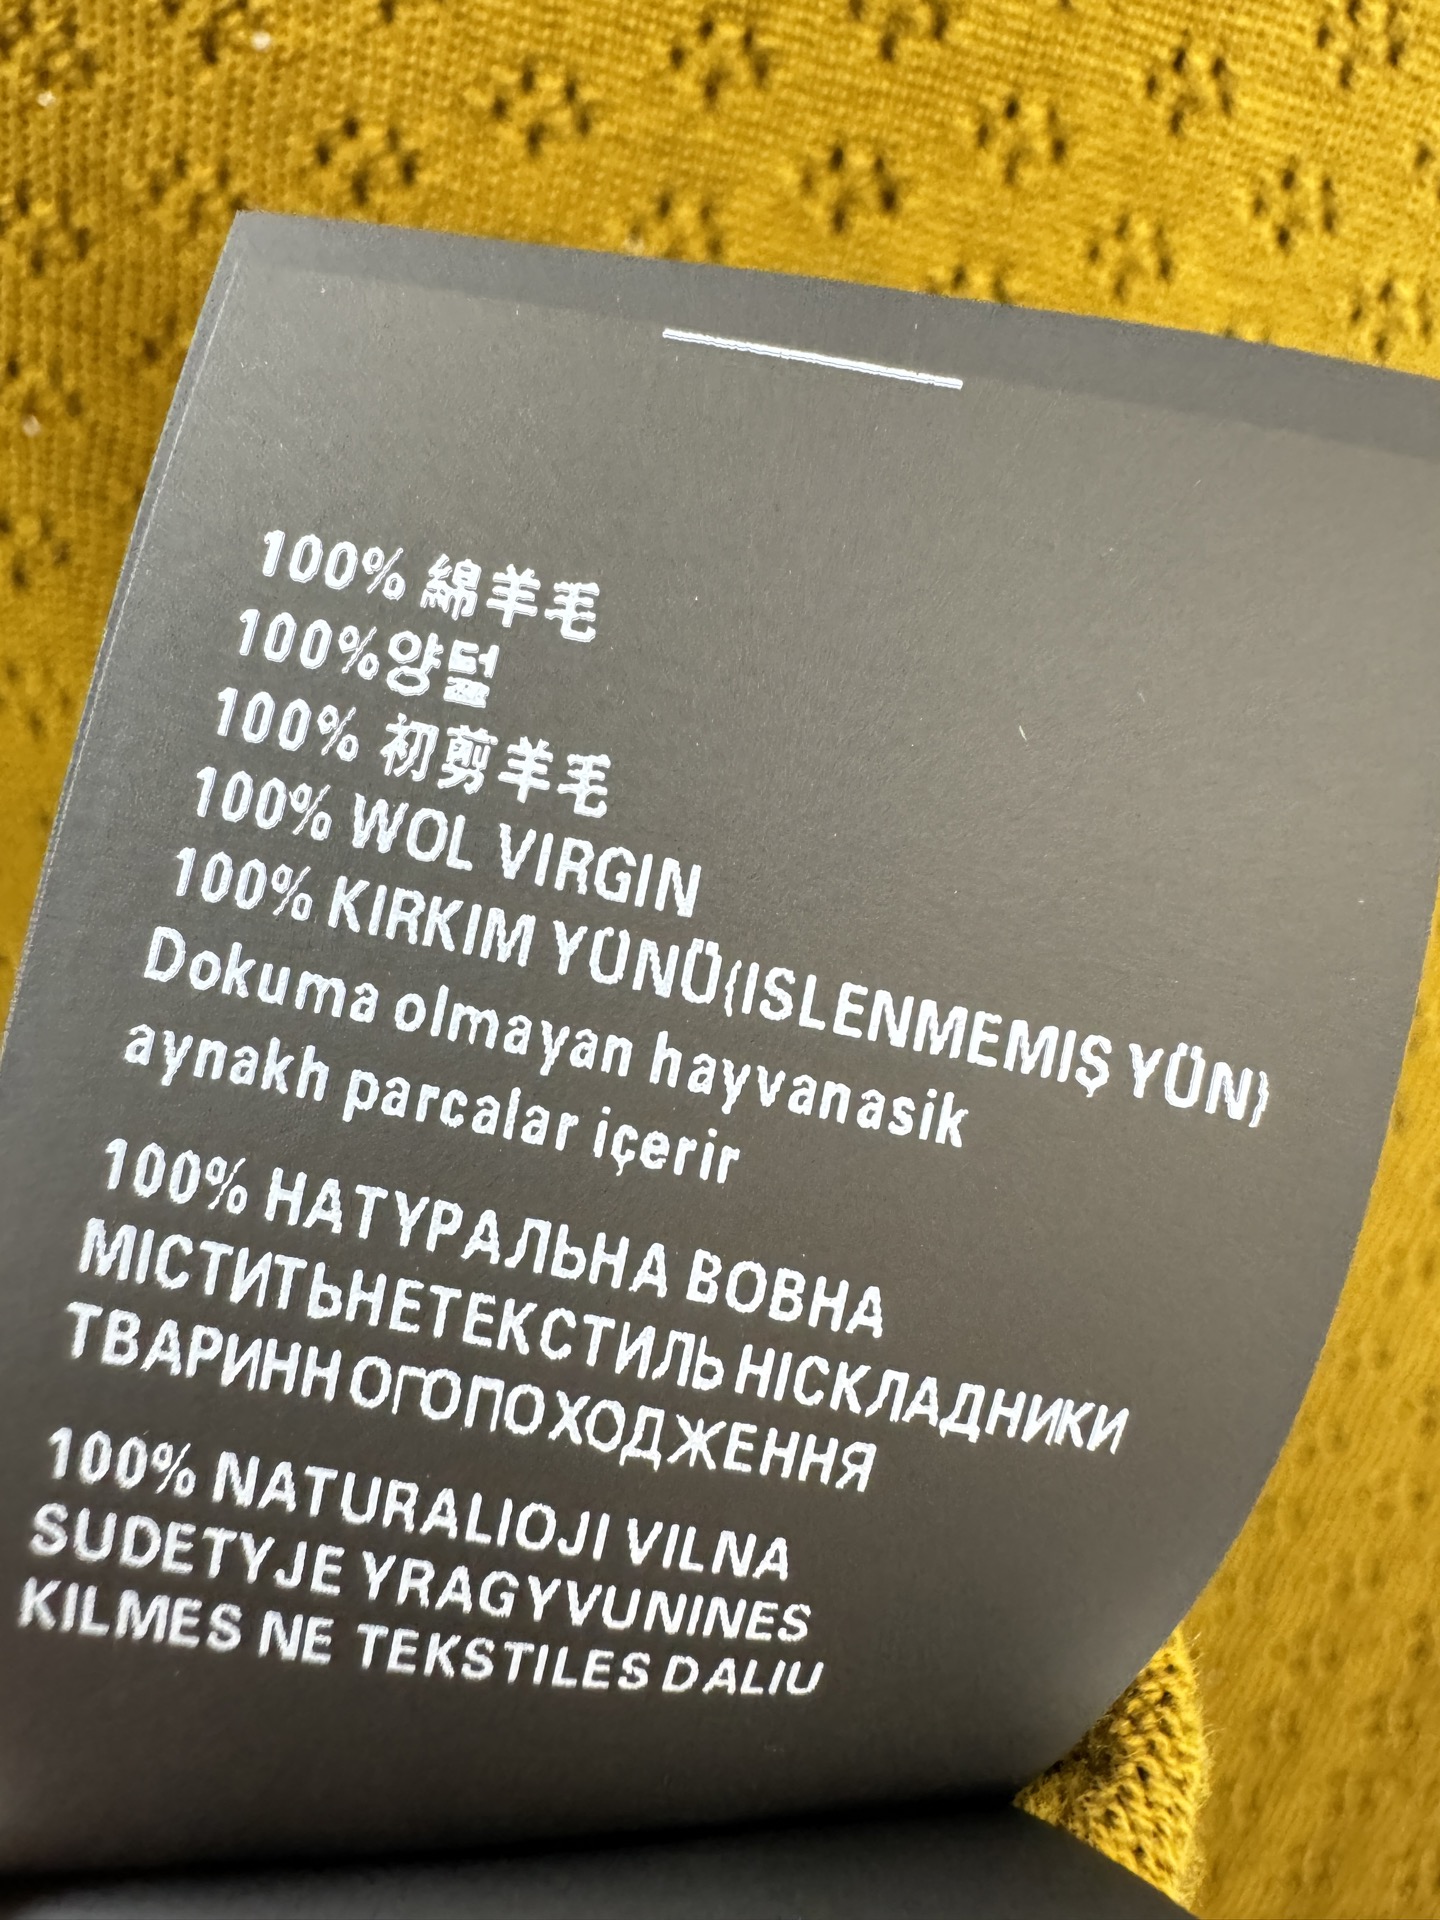 100% 綿羊毛
100%양털
100% 初剪羊毛
100% WOL VIRGIN
100% KIRKIM YÜNÜ(ISLENMEMIŞ YÜN)
Dokuma olmayan hayvanasik
aynakh parcalar içerir
100% НАТУРАЛЬНА ВОВНА
МІСТИТЬНЕТЕКСТИЛЬ НІСКЛАДНИКИ
ТВАРИНН ОГОПОХОДЖЕННЯ
100% NATURALIOJI VILNA
SUDETYJE YRAGYVUNINES
KILMES NE TEKSTILES DALIU